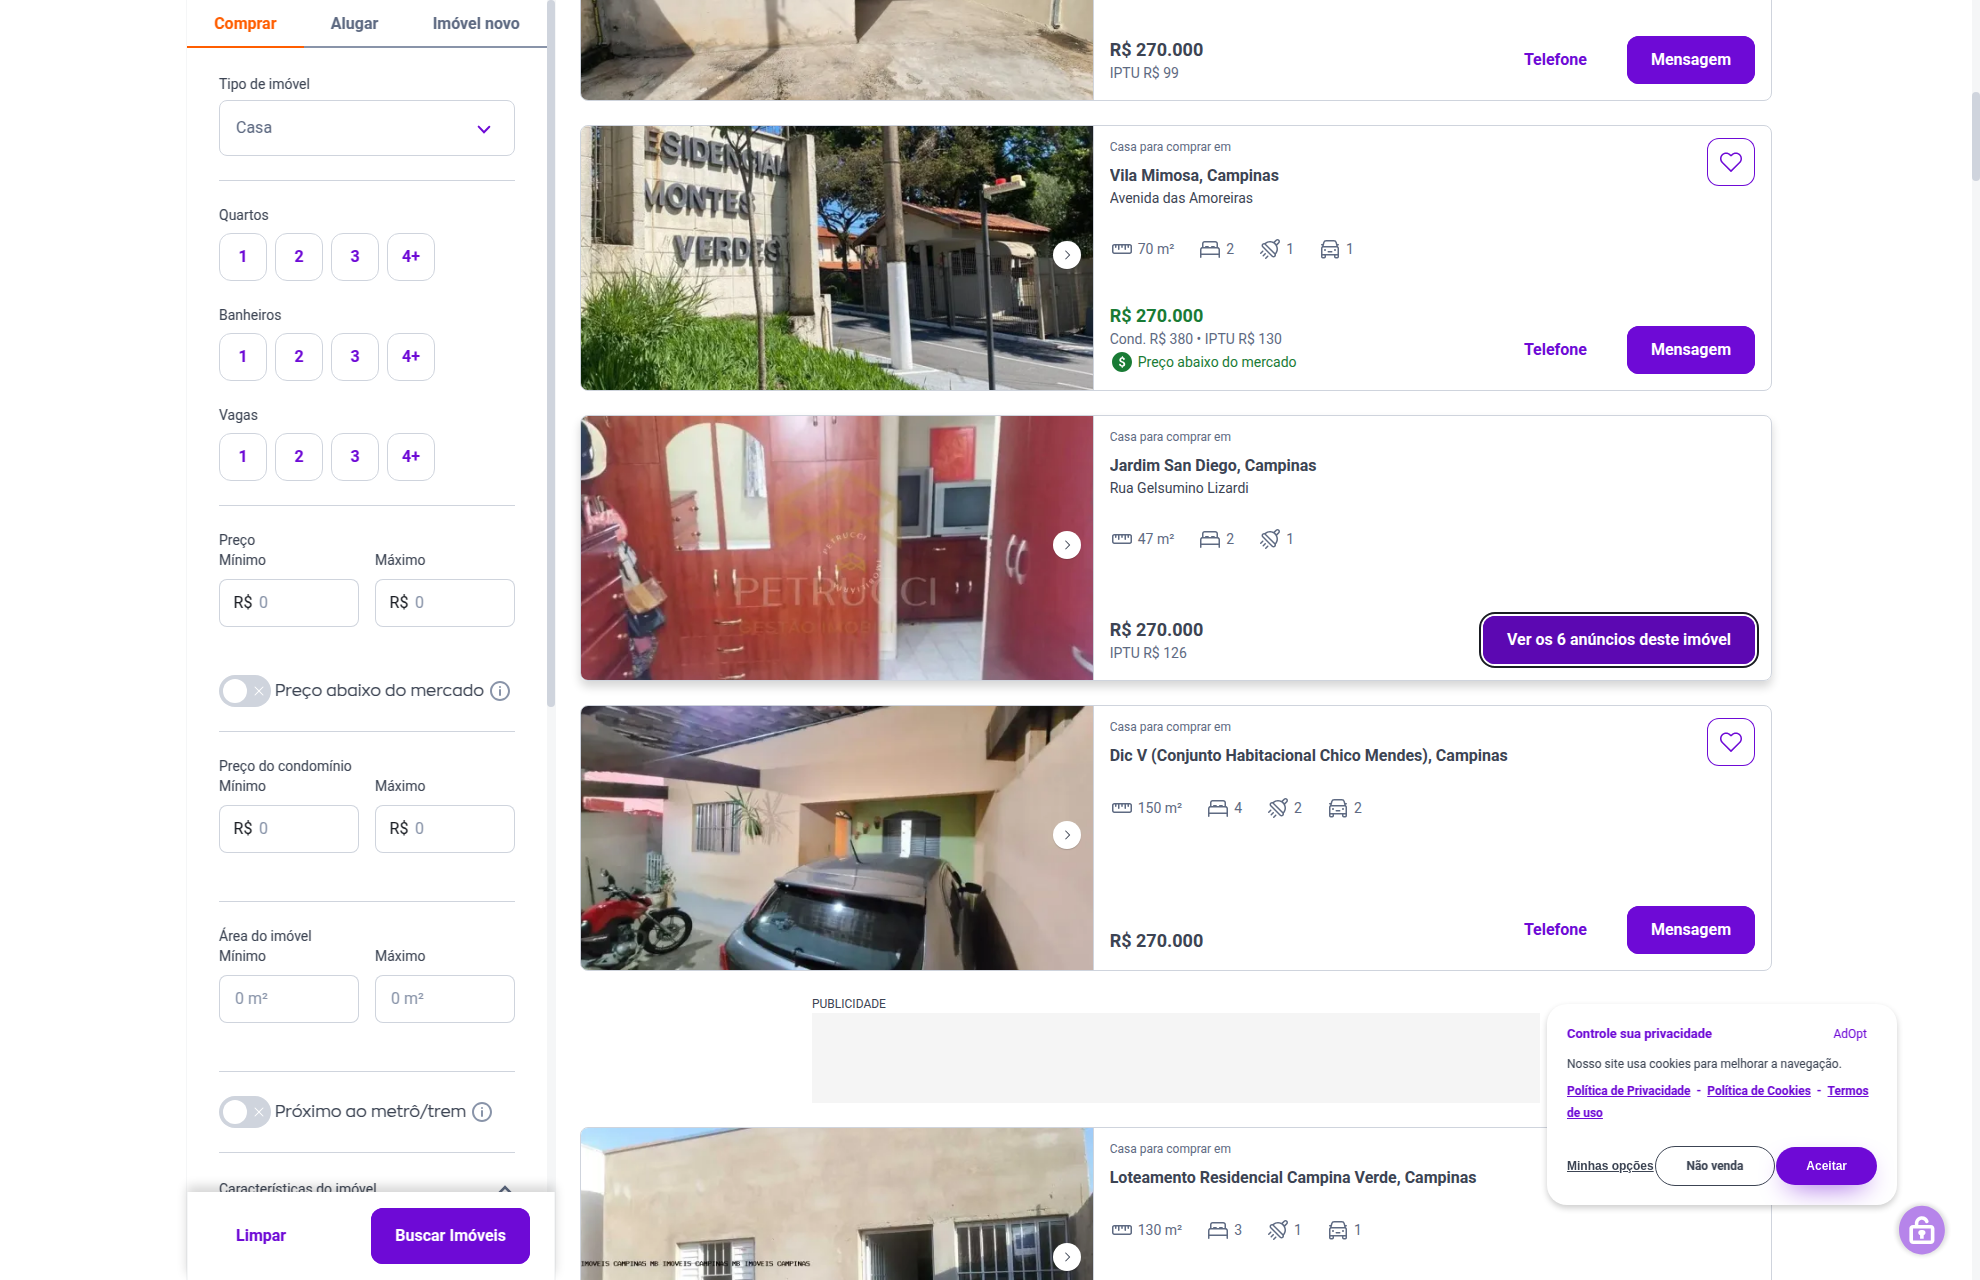 Comprar
Alugar
Imóvel novo
Tipo de imóvel
Casa
Quartos
1
2
3
4+
Banheiros
1
2
3
4+
Vagas
1
2
3
4+
Preço
Mínimo
Máximo
R$ 0
R$ 0
Preço abaixo do mercado
Preço do condomínio
Mínimo
Máximo
R$ 0
R$ 0
Área do imóvel
Mínimo
Máximo
0 m²
0 m²
Próximo ao metrô/trem
Características do imóvel
Limpar
Buscar Imóveis
R$ 270.000
IPTU R$ 99
Telefone
Mensagem
ESIDENCIAL
MONTES
VERDES
Casa para comprar em
Vila Mimosa, Campinas
Avenida das Amoreiras
70 m²
2
1
1
R$ 270.000
Cond. R$ 380 • IPTU R$ 130
$ Preço abaixo do mercado
Telefone
Mensagem
PETRUCCI
PETRUCCI
Casa para comprar em
Jardim San Diego, Campinas
Rua Gelsumino Lizardi
47 m²
2
1
R$ 270.000
IPTU R$ 126
Ver os 6 anúncios deste imóvel
Casa para comprar em
Dic V (Conjunto Habitacional Chico Mendes), Campinas
150 m²
4
2
2
R$ 270.000
Telefone
Mensagem
PUBLICIDADE
IMOVEIS CAMPINAS MB IMOVEIS CAMPINAS MB IMOVEIS CAMPINAS
Casa para comprar em
Loteamento Residencial Campina Verde, Campinas
130 m²
3
1
1
Controle sua privacidade
AdOpt
Nosso site usa cookies para melhorar a navegação.
Política de Privacidade - Política de Cookies - Termos
de uso
Minhas opções
Não venda
Aceitar